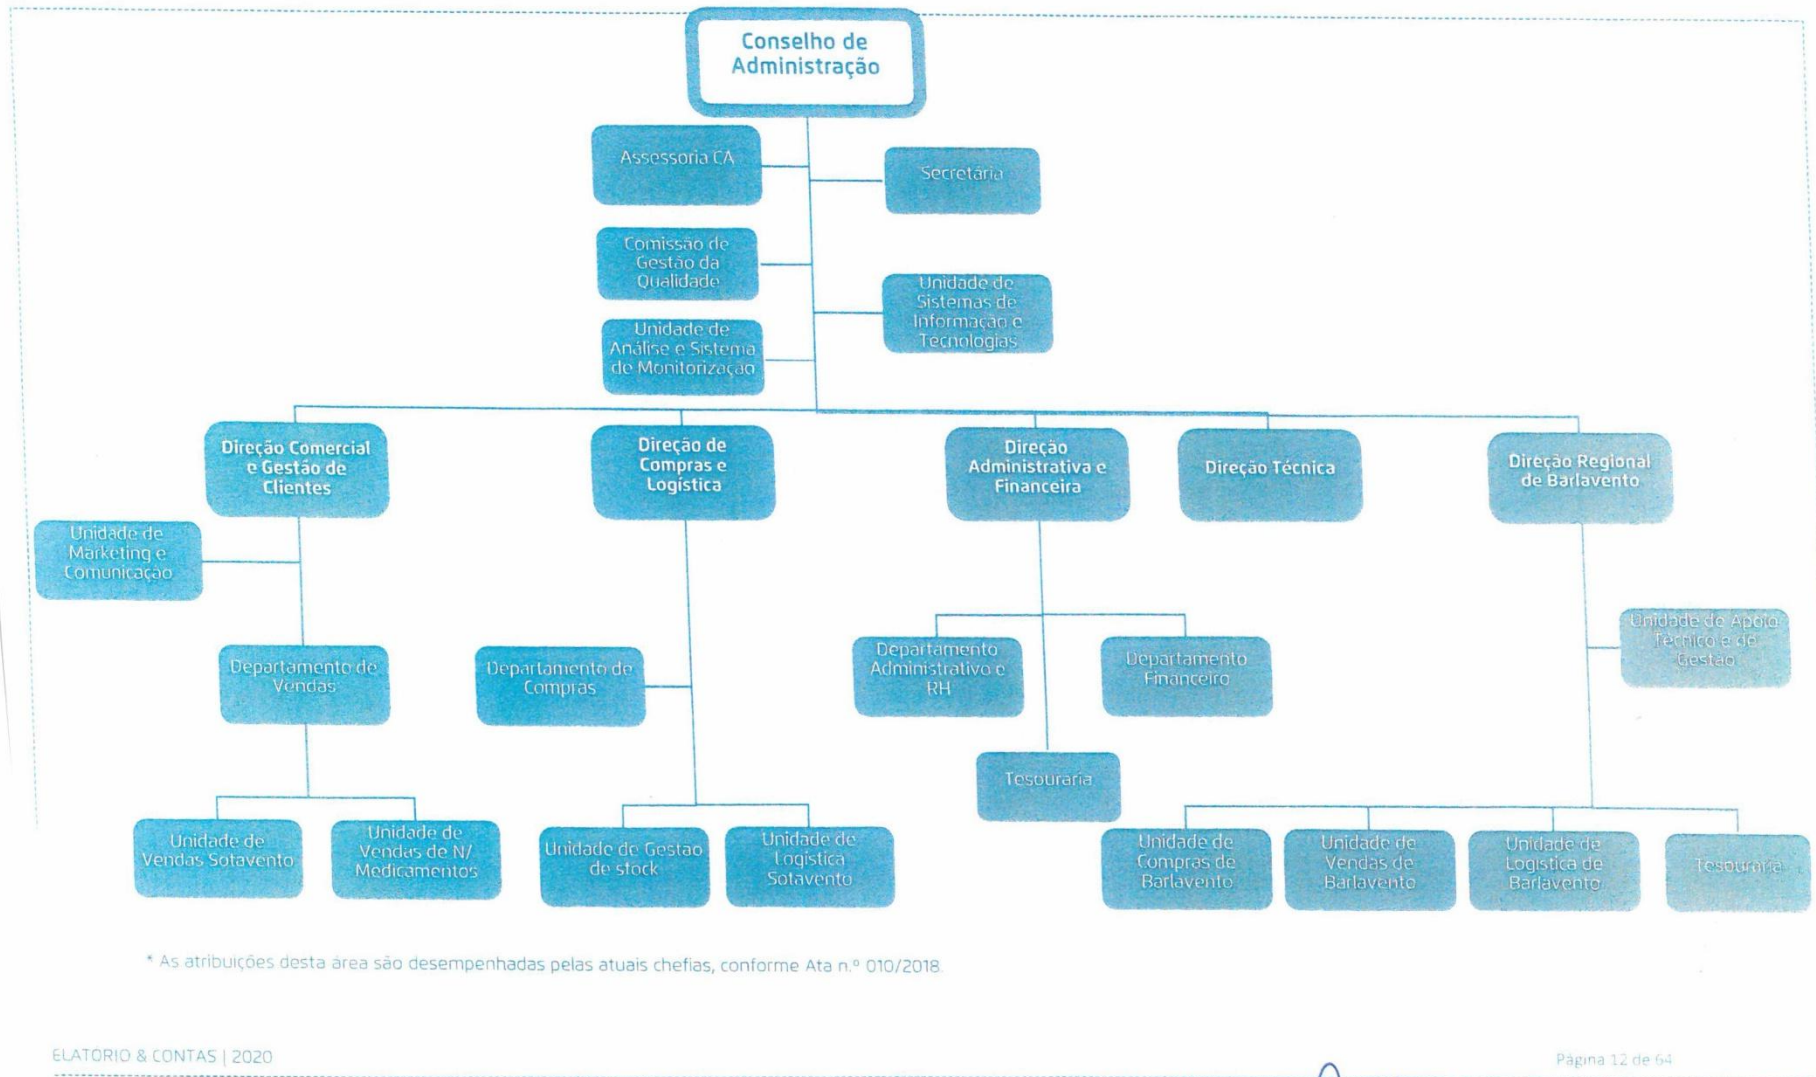 Conselho de
Administração
Assessoria CA
Secretária
Comissão de
Gestão da
Qualidade
Unidade de
Sistemas de
Informação e
Tecnologias
Unidade de
Análise e Sistema
de Monitorização
Direção Comercial
e Gestão de
Clientes
Direção de
Compras e
Logística
Direção
Administrativa e
Financeira
Direção Técnica
Direção Regional
de Barlavento
Unidade de
Marketing e
Comunicação
Departamento de
Vendas
Departamento de
Compras
Departamento
Administrativo e
RH
Departamento
Financeiro
Unidade de Apoio
Técnico e de
Gestão
Tesouraria
Unidade de
Vendas Sotavento
Unidade de
Vendas de N/
Medicamentos
Unidade de Gestão
de stock
Unidade de
Logística
Sotavento
Unidade de
Compras de
Barlavento
Unidade de
Vendas de
Barlavento
Unidade de
Logística de
Barlavento
Tesouraria
* As atribuições desta área são desempenhadas pelas atuais chefias, conforme Ata n.º 010/2018.
ELATÓRIO & CONTAS | 2020
Página 12 de 64